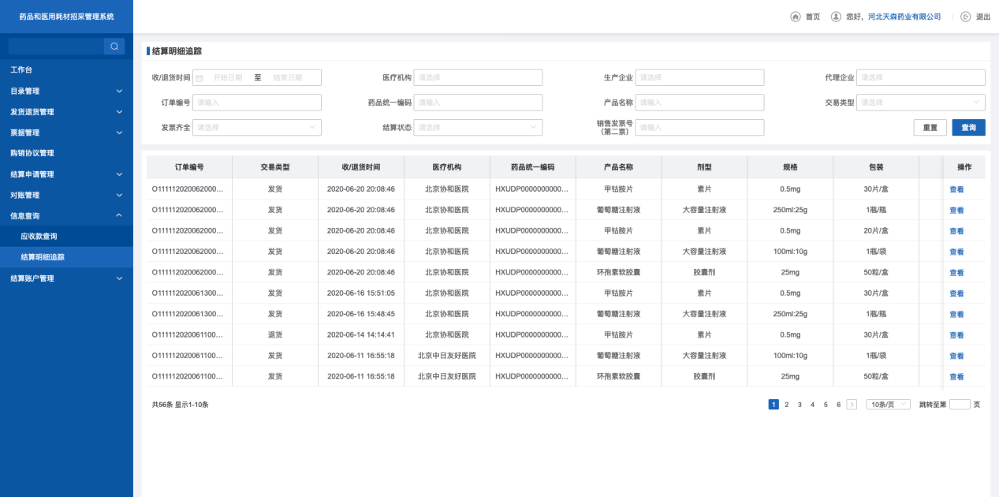 药品和医用耗材招采管理系统
首页 您好，河北天森药业有限公司 退出
工作台
目录管理
发货退货管理
票据管理
购销协议管理
结算申请管理
对账管理
信息查询
应收款查询
结算明细追踪
结算账户管理
结算明细追踪
收/退货时间 开始日期 至 结束日期 医疗机构 请选择 生产企业 请选择 代理企业 请选择
订单编号 请输入 药品统一编码 请输入 产品名称 请输入 交易类型 请选择
发票齐全 请选择 结算状态 请选择 销售发票号（第二票） 请输入 重置 查询
订单编号 交易类型 收/退货时间 医疗机构 药品统一编码 产品名称 剂型 规格 包装 操作
O111112020062000... 发货 2020-06-20 20:08:46 北京协和医院 HXUDP0000000000... 甲钴胺片 素片 0.5mg 30片/盒 查看
O111112020062000... 发货 2020-06-20 20:08:46 北京协和医院 HXUDP0000000000... 葡萄糖注射液 大容量注射液 250ml:25g 1瓶/瓶 查看
O111112020062000... 发货 2020-06-20 20:08:46 北京协和医院 HXUDP0000000000... 甲钴胺片 素片 0.5mg 20片/盒 查看
O111112020062000... 发货 2020-06-20 20:08:46 北京协和医院 HXUDP0000000000... 葡萄糖注射液 大容量注射液 100ml:10g 1瓶/袋 查看
O111112020062000... 发货 2020-06-20 20:08:46 北京协和医院 HXUDP0000000000... 环孢素软胶囊 胶囊剂 25mg 50粒/盒 查看
O111112020061300... 发货 2020-06-16 15:51:05 北京协和医院 HXUDP0000000000... 甲钴胺片 素片 0.5mg 30片/盒 查看
O111112020061300... 发货 2020-06-16 15:48:45 北京协和医院 HXUDP0000000000... 葡萄糖注射液 大容量注射液 250ml:25g 1瓶/瓶 查看
O111112020061100... 退货 2020-06-14 14:14:41 北京协和医院 HXUDP0000000000... 甲钴胺片 素片 0.5mg 30片/盒 查看
O111112020061100... 发货 2020-06-11 16:55:18 北京中日友好医院 HXUDP0000000000... 葡萄糖注射液 大容量注射液 100ml:10g 1瓶/袋 查看
O111112020061100... 发货 2020-06-11 16:55:18 北京中日友好医院 HXUDP0000000000... 环孢素软胶囊 胶囊剂 25mg 50粒/盒 查看
共56条 显示1-10条 1 2 3 4 5 6 > 10条/页 跳转至第 页